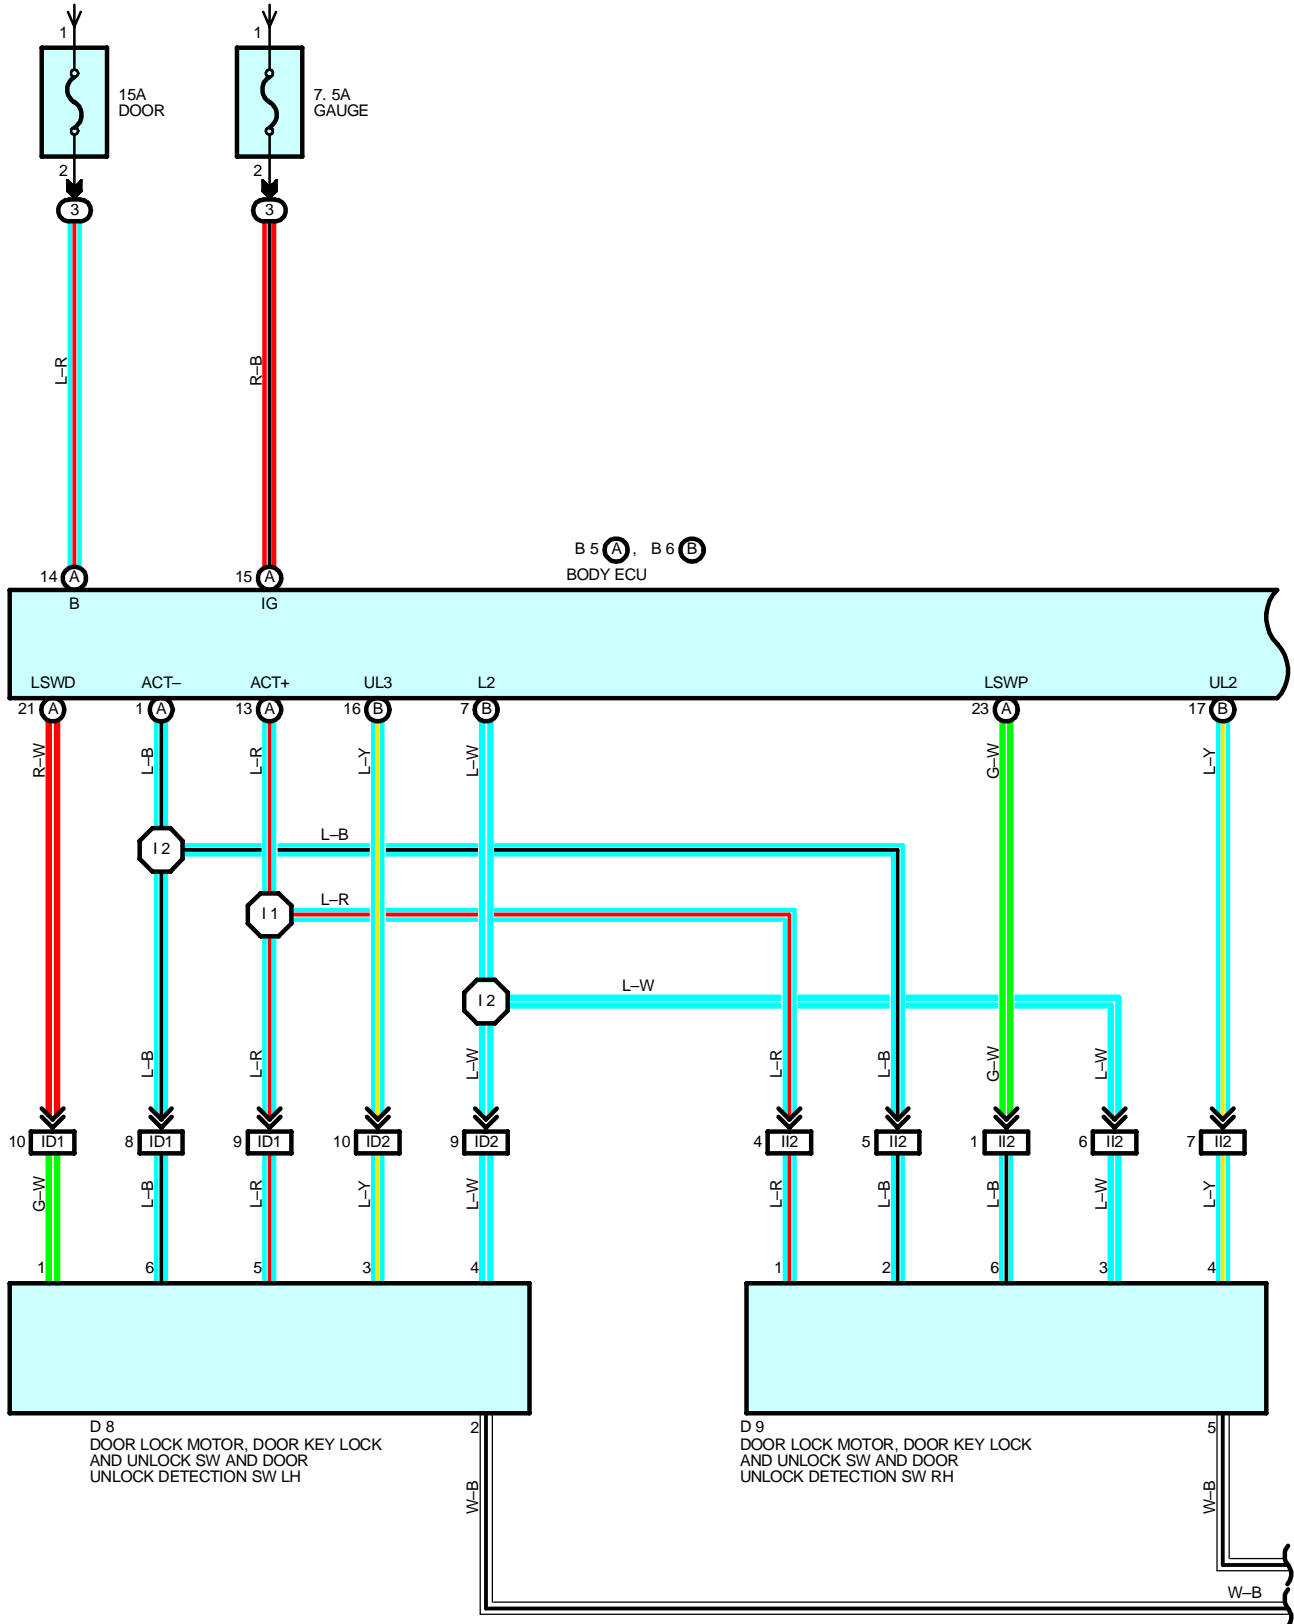 1
1
15A
DOOR
7. 5A
GAUGE
2
2
3
3
L–R
R–B
B 5 A , B 6 B
BODY ECU
14 A
15 A
B
IG
LSWD
ACT–
ACT+
UL3
L2
LSWP
UL2
21 A
1 A
13 A
16 B
7 B
23 A
17 B
R–W
L–B
L–R
L–Y
L–W
G–W
L–Y
I 2
L–B
I 1
L–R
I 2
L–W
L–B
L–R
L–W
L–R
L–B
G–W
L–W
10 ID1
8 ID1
9 ID1
10 ID2
9 ID2
4 II2
5 II2
1 II2
6 II2
7 II2
G–W
L–B
L–R
L–Y
L–W
L–R
L–B
L–B
L–W
L–Y
1
6
5
3
4
1
2
6
3
4
D 8
DOOR LOCK MOTOR, DOOR KEY LOCK
AND UNLOCK SW AND DOOR
UNLOCK DETECTION SW LH
2
D 9
DOOR LOCK MOTOR, DOOR KEY LOCK
AND UNLOCK SW AND DOOR
UNLOCK DETECTION SW RH
5
W–B
W–B
W–B